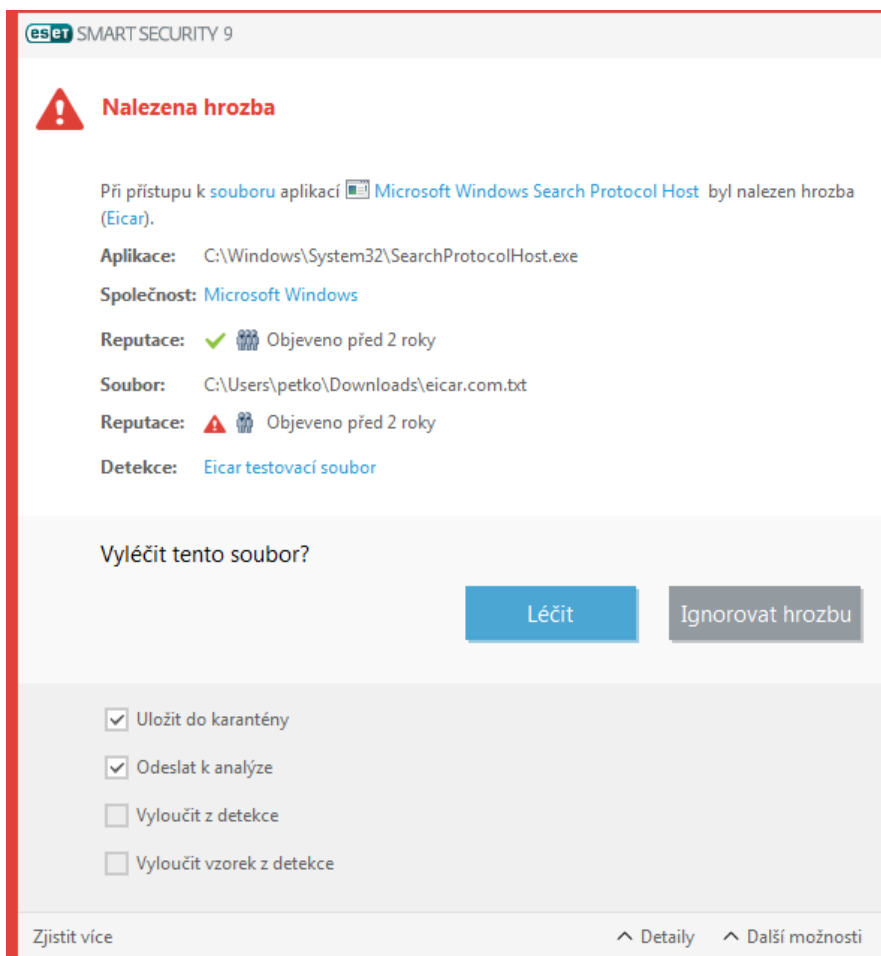 eset SMART SECURITY 9
Nalezena hrozba
Při přístupu k souboru aplikací Microsoft Windows Search Protocol Host byl nalezen hrozba
(Eicar).
Aplikace: C:\Windows\System32\SearchProtocolHost.exe
Společnost: Microsoft Windows
Reputace: Objeveno před 2 roky
Soubor: C:\Users\petko\Downloads\eicar.com.txt
Reputace: Objeveno před 2 roky
Detekce: Eicar testovací soubor
Vyléčit tento soubor?
Léčit Ignorovat hrozbu
Uložit do karantény
Odeslat k analýze
Vyloučit z detekce
Vyloučit vzorek z detekce
Zjistit více Detaily Další možnosti